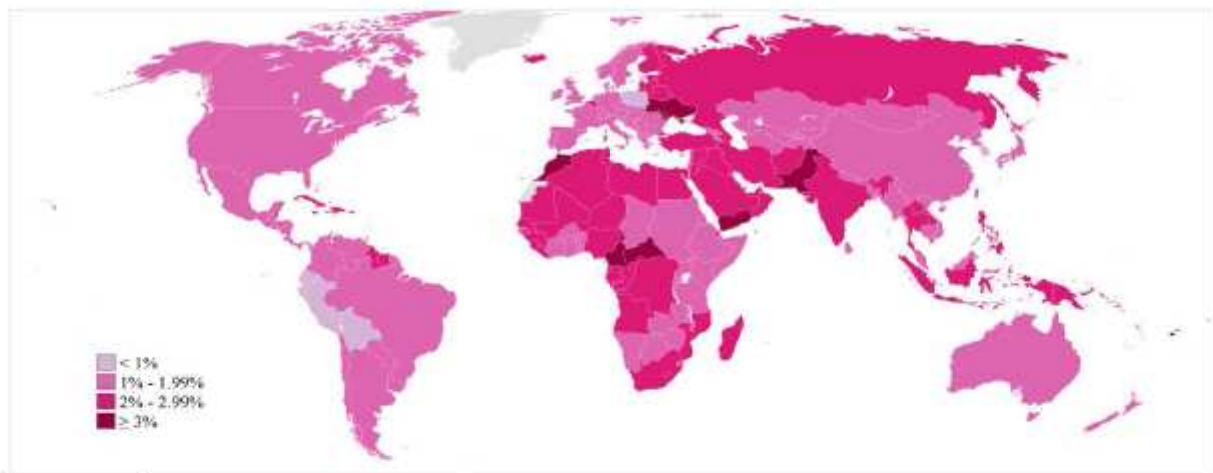 < 1%
1% - 1.99%
2% - 2.99%
≥ 3%